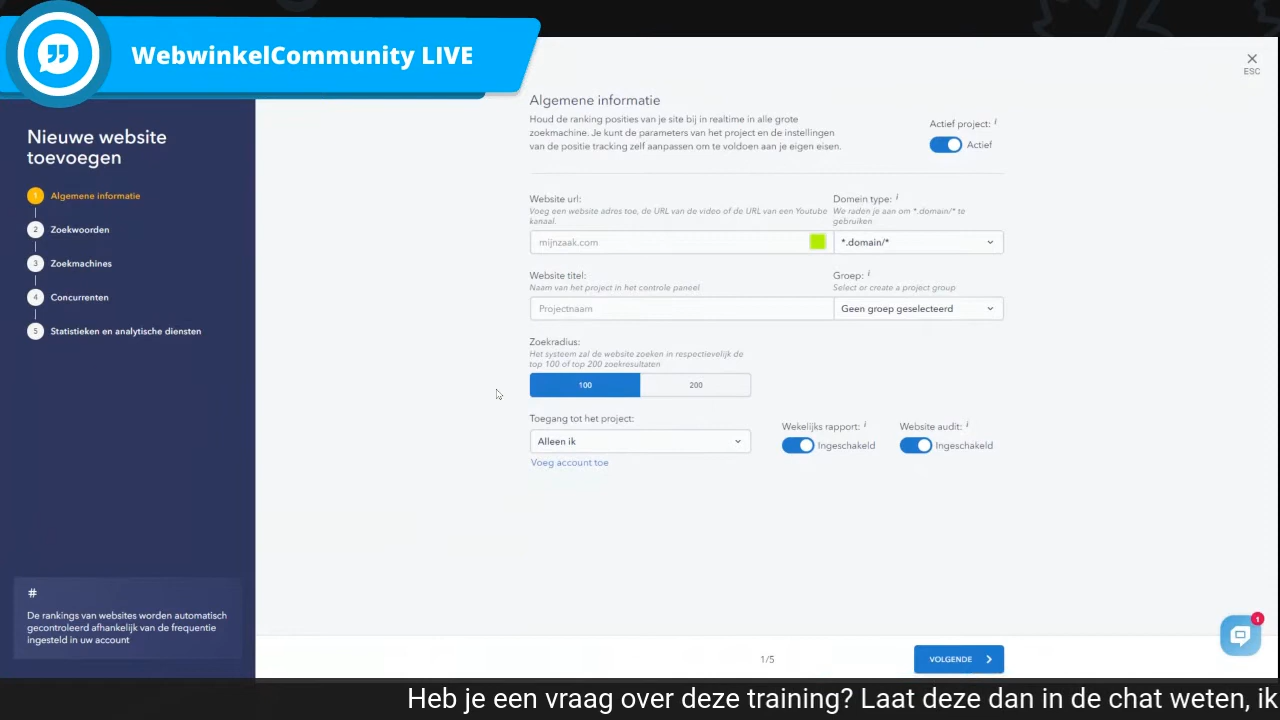 WebwinkelCommunity LIVE
ESC
Nieuwe website
toevoegen
1 Algemene informatie
2 Zoekwoorden
3 Zoekmachines
4 Concurrenten
5 Statistieken en analytische diensten
#
De rankings van websites worden automatisch
gecontroleerd afhankelijk van de frequentie
ingesteld in uw account
Algemene informatie
Houd de ranking posities van je site bij in realtime in alle grote
zoekmachine. Je kunt de parameters van het project en de instellingen
van de positie tracking zelf aanpassen om te voldoen aan je eigen eisen.
Actief project: i
Actief
Website url:
Voeg een website adres toe, de URL van de video of de URL van een Youtube
kanaal.
mijnzaak.com
Domein type: i
We raden je aan om *.domain/* te
gebruiken
*.domain/*
Website titel:
Naam van het project in het controle paneel
Projectnaam
Groep: i
Select or create a project group
Geen groep geselecteerd
Zoekradius:
Het systeem zal de website zoeken in respectievelijk de
top 100 of top 200 zoekresultaten
100 200
Toegang tot het project:
Alleen ik
Voeg account toe
Wekelijks rapport: i
Ingeschakeld
Website audit: i
Ingeschakeld
1/5
VOLGENDE
1
Heb je een vraag over deze training? Laat deze dan in de chat weten, ik